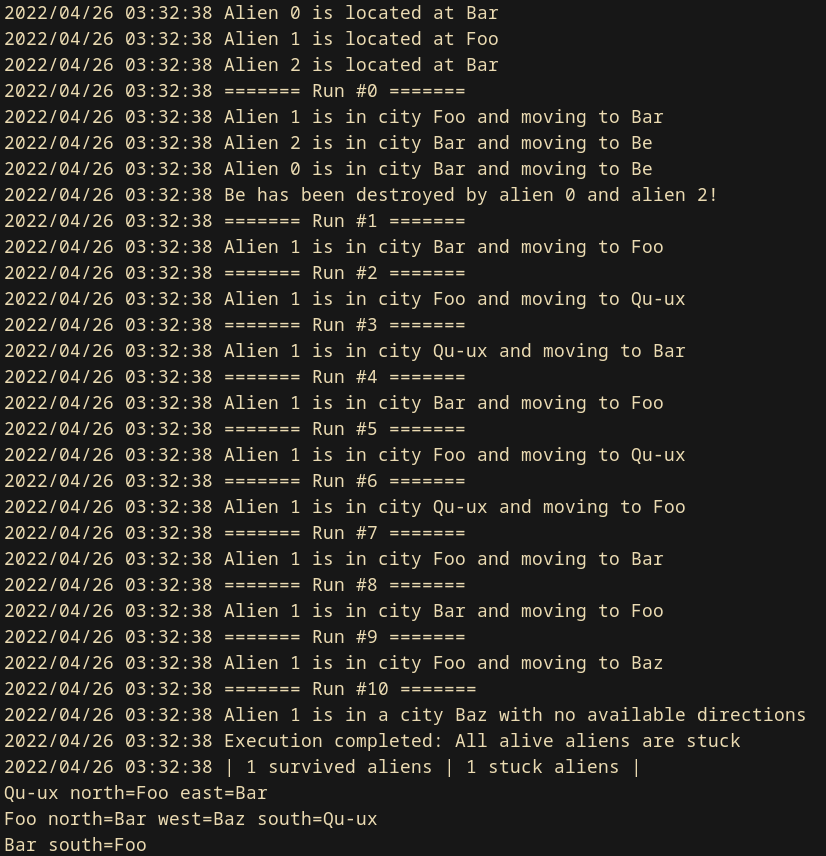 2022/04/26 03:32:38 Alien 0 is located at Bar
2022/04/26 03:32:38 Alien 1 is located at Foo
2022/04/26 03:32:38 Alien 2 is located at Bar
2022/04/26 03:32:38 ======= Run #0 =======
2022/04/26 03:32:38 Alien 1 is in city Foo and moving to Bar
2022/04/26 03:32:38 Alien 2 is in city Bar and moving to Be
2022/04/26 03:32:38 Alien 0 is in city Bar and moving to Be
2022/04/26 03:32:38 Be has been destroyed by alien 0 and alien 2!
2022/04/26 03:32:38 ======= Run #1 =======
2022/04/26 03:32:38 Alien 1 is in city Bar and moving to Foo
2022/04/26 03:32:38 ======= Run #2 =======
2022/04/26 03:32:38 Alien 1 is in city Foo and moving to Qu-ux
2022/04/26 03:32:38 ======= Run #3 =======
2022/04/26 03:32:38 Alien 1 is in city Qu-ux and moving to Bar
2022/04/26 03:32:38 ======= Run #4 =======
2022/04/26 03:32:38 Alien 1 is in city Bar and moving to Foo
2022/04/26 03:32:38 ======= Run #5 =======
2022/04/26 03:32:38 Alien 1 is in city Foo and moving to Qu-ux
2022/04/26 03:32:38 ======= Run #6 =======
2022/04/26 03:32:38 Alien 1 is in city Qu-ux and moving to Foo
2022/04/26 03:32:38 ======= Run #7 =======
2022/04/26 03:32:38 Alien 1 is in city Foo and moving to Bar
2022/04/26 03:32:38 ======= Run #8 =======
2022/04/26 03:32:38 Alien 1 is in city Bar and moving to Foo
2022/04/26 03:32:38 ======= Run #9 =======
2022/04/26 03:32:38 Alien 1 is in city Foo and moving to Baz
2022/04/26 03:32:38 ======= Run #10 =======
2022/04/26 03:32:38 Alien 1 is in a city Baz with no available directions
2022/04/26 03:32:38 Execution completed: All alive aliens are stuck
2022/04/26 03:32:38 | 1 survived aliens | 1 stuck aliens |
Qu-ux north=Foo east=Bar
Foo north=Bar west=Baz south=Qu-ux
Bar south=Foo